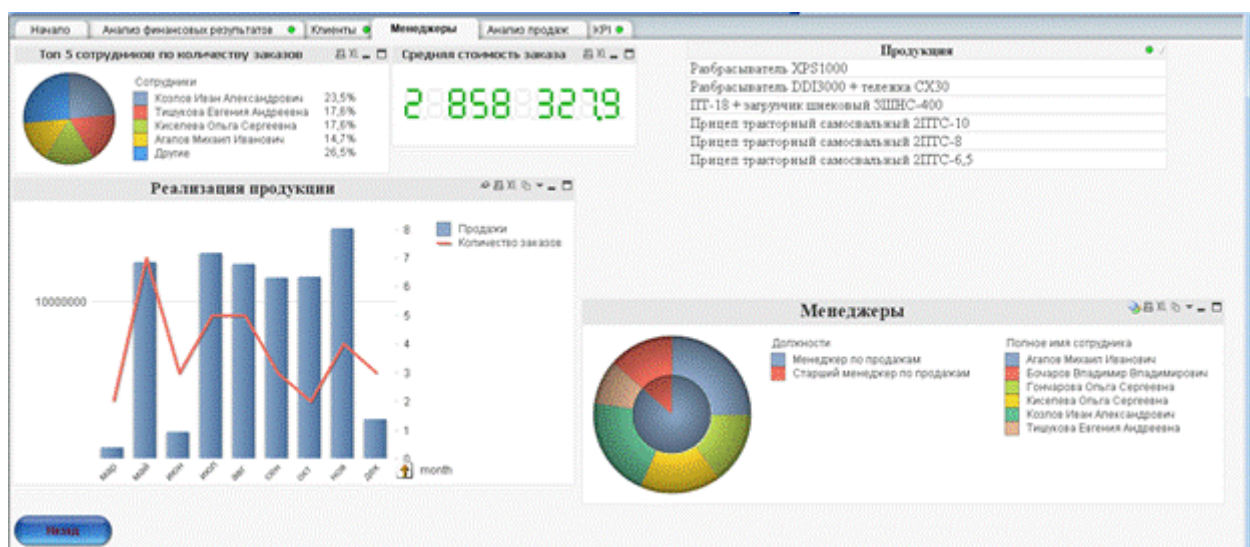 Начало
Анализ финансовых результатов
Клиенты
Менеджеры
Анализ продаж
KPI
Топ 5 сотрудников по количеству заказов
XL
Сотрудники
Козлов Иван Александрович 23,5%
Тишукова Евгения Андреевна 17,6%
Киселева Ольга Сергеевна 17,6%
Агапов Михаил Иванович 14,7%
Другие 26,5%
Средняя стоимость заказа
XL
2 858 327,9
Продукция
Разбрасыватель XPS1000
Разбрасыватель DDI3000 + тележка CX30
ПТ-18 + загрузчик шнековый ЗШНС-400
Прицеп тракторный самосвальный 2ПТС-10
Прицеп тракторный самосвальный 2ПТС-8
Прицеп тракторный самосвальный 2ПТС-6,5
Реализация продукции
XL
Продажи
Количество заказов
10000000
8
7
6
5
4
3
2
1
0
мар
май
июн
июл
авг
сен
окт
ноя
дек
month
Менеджеры
XL
Должности
Менеджер по продажам
Старший менеджер по продажам
Полное имя сотрудника
Агапов Михаил Иванович
Бочаров Владимир Владимирович
Гончарова Ольга Сергеевна
Киселева Ольга Сергеевна
Козлов Иван Александрович
Тишукова Евгения Андреевна
Назад